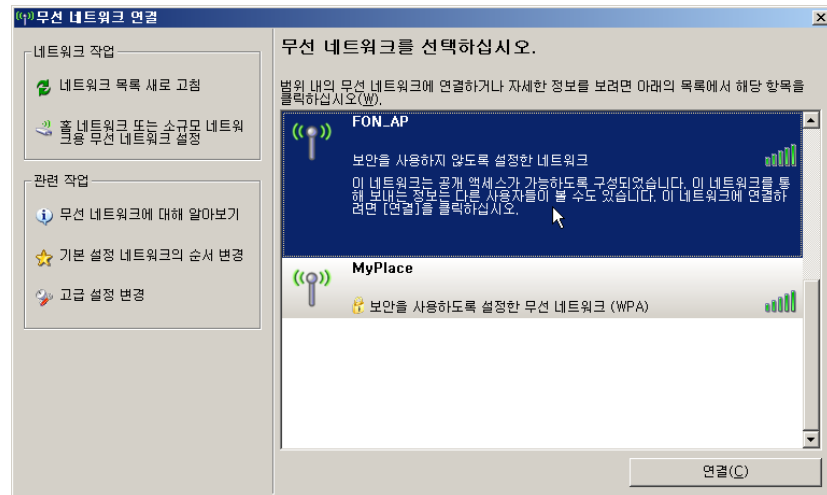 무선 네트워크 연결
네트워크 작업
네트워크 목록 새로 고침
홈 네트워크 또는 소규모 네트워
크용 무선 네트워크 설정
관련 작업
무선 네트워크에 대해 알아보기
기본 설정 네트워크의 순서 변경
고급 설정 변경
무선 네트워크를 선택하십시오.
범위 내의 무선 네트워크에 연결하거나 자세한 정보를 보려면 아래의 목록에서 해당 항목을
클릭하십시오(W).
FON_AP
보안을 사용하지 않도록 설정한 네트워크
이 네트워크는 공개 액세스가 가능하도록 구성되었습니다. 이 네트워크를 통
해 보내는 정보는 다른 사용자들이 볼 수도 있습니다. 이 네트워크에 연결하
려면 [연결]을 클릭하십시오.
MyPlace
보안을 사용하도록 설정한 무선 네트워크 (WPA)
연결(C)